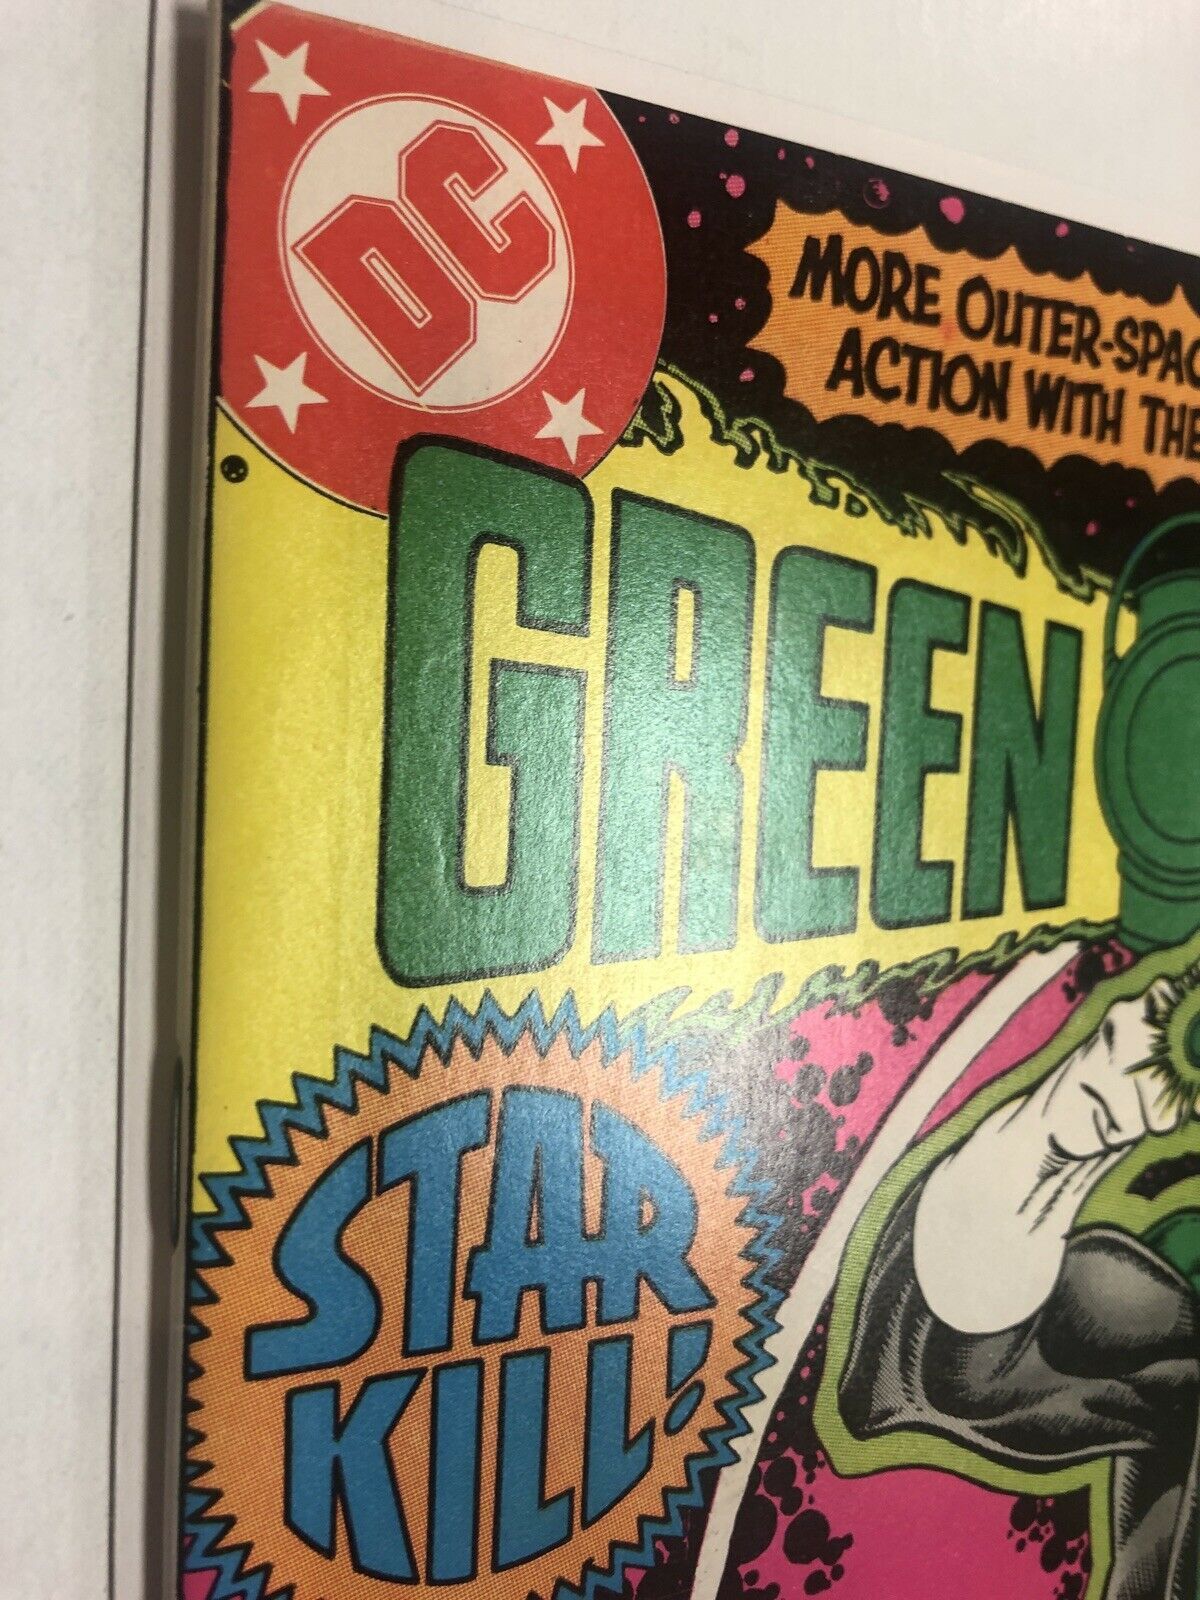 DC
MORE OUTER-SPAC
ACTION WITH THE
GREEN
STAR
KILL!